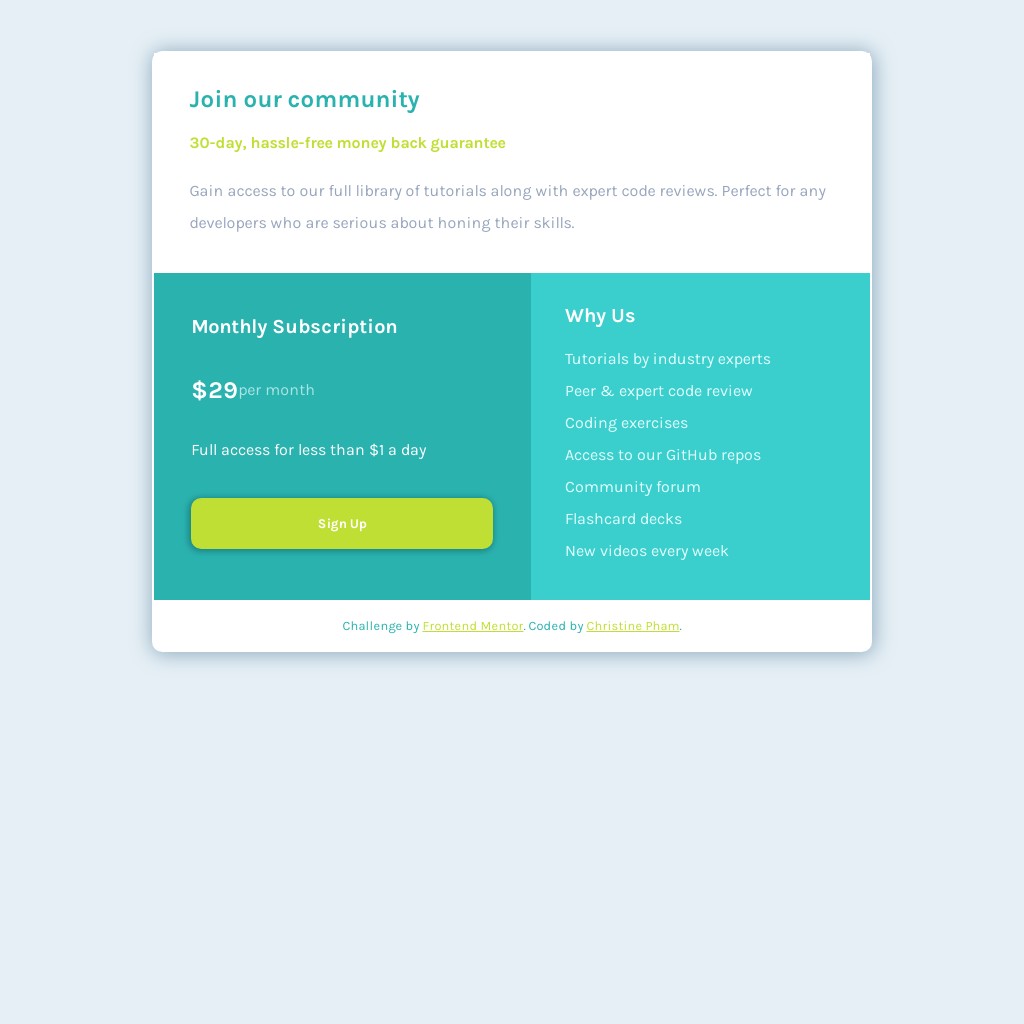 Join our community
30-day, hassle-free money back guarantee
Gain access to our full library of tutorials along with expert code reviews. Perfect for any
developers who are serious about honing their skills.
Monthly Subscription
$29per month
Full access for less than $1 a day
Sign Up
Why Us
Tutorials by industry experts
Peer & expert code review
Coding exercises
Access to our GitHub repos
Community forum
Flashcard decks
New videos every week
Challenge by Frontend Mentor. Coded by Christine Pham.